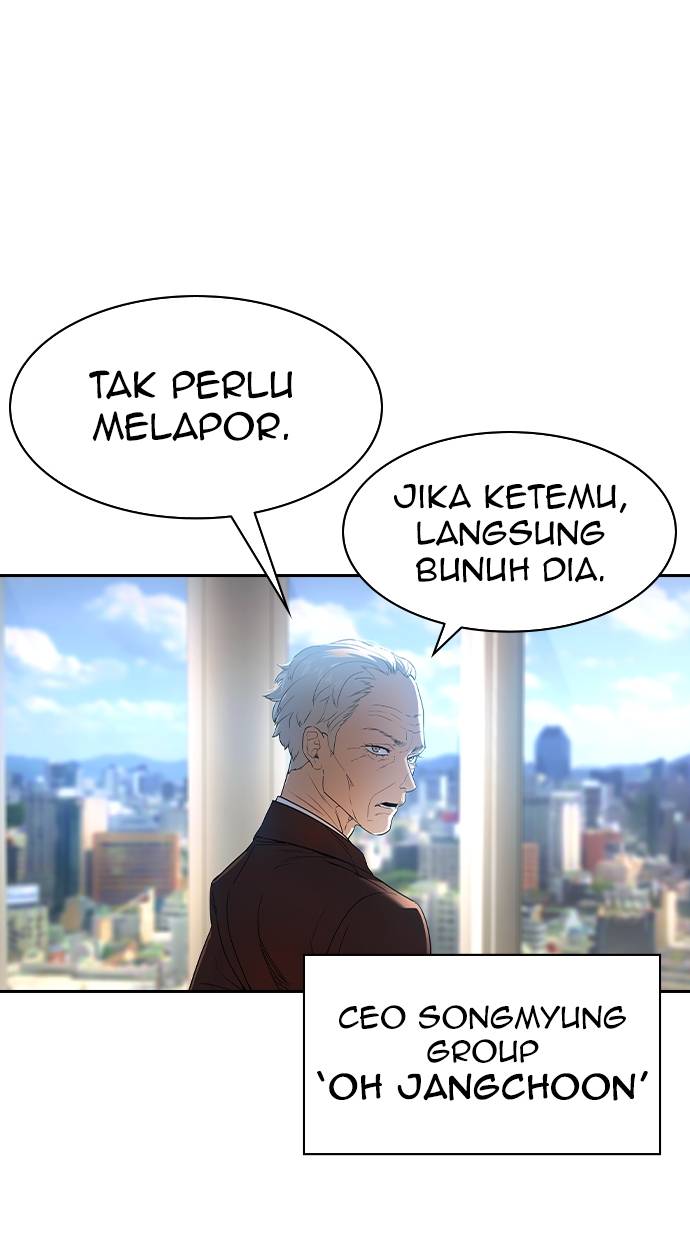 TAK PERLU
MELAPOR.
JIKA KETEMU,
LANGSUNG
BUNUH DIA.
CEO SONGMYUNG
GROUP
'OH JANGCHOON'